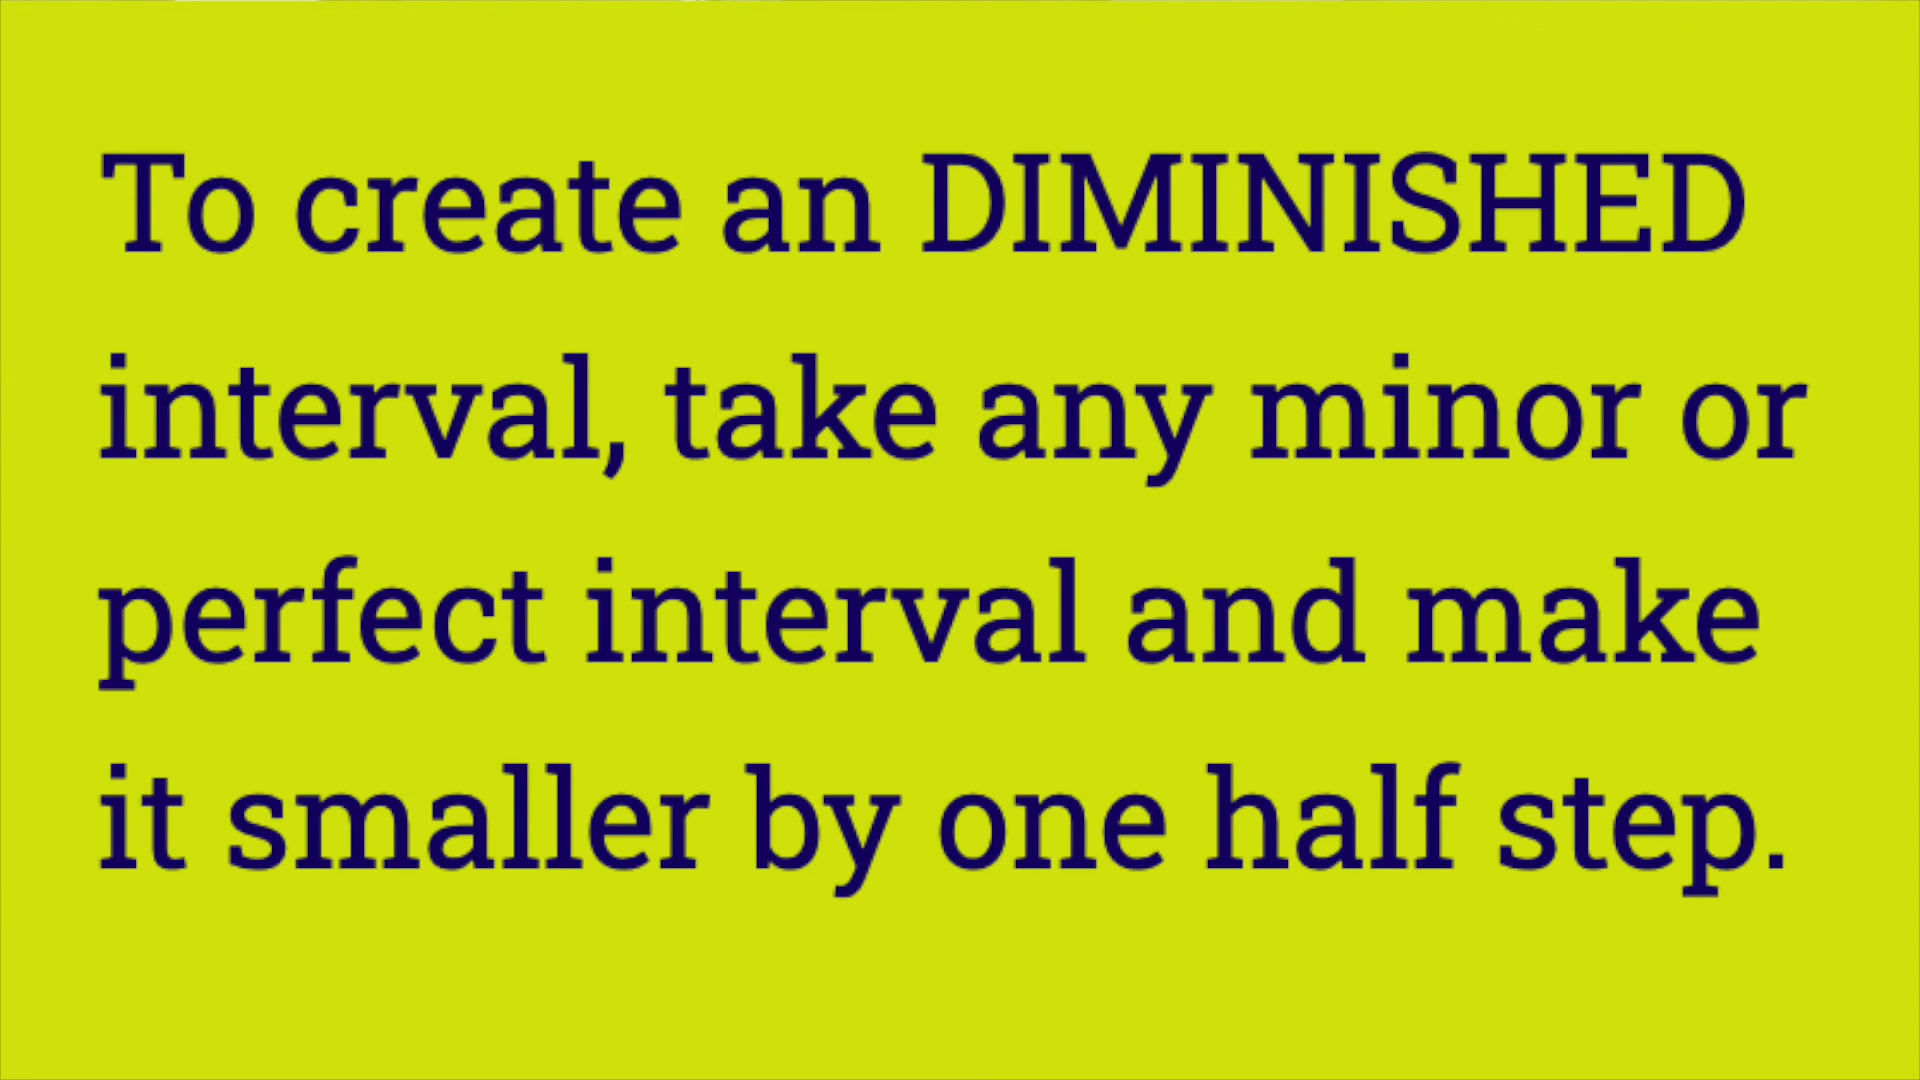 To create an DIMINISHED
interval, take any minor or
perfect interval and make
it smaller by one half step.